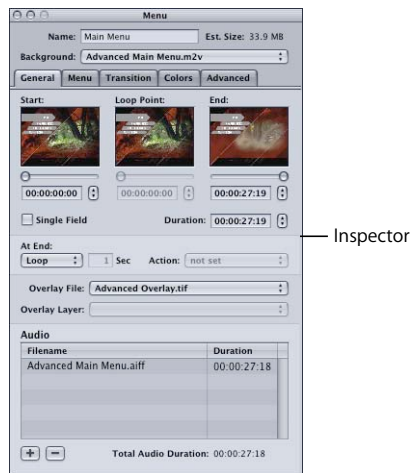 Menu
Name: Main Menu Est. Size: 33.9 MB
Background: Advanced Main Menu.m2v
General Menu Transition Colors Advanced
Start: Loop Point: End:
00:00:00:00 00:00:00:00 00:00:27:19
Single Field Duration: 00:00:27:19
Inspector
At End:
Loop 1 Sec Action: not set
Overlay File: Advanced Overlay.tif
Overlay Layer:
Audio
Filename Duration
Advanced Main Menu.aiff 00:00:27:18
Total Audio Duration: 00:00:27:18